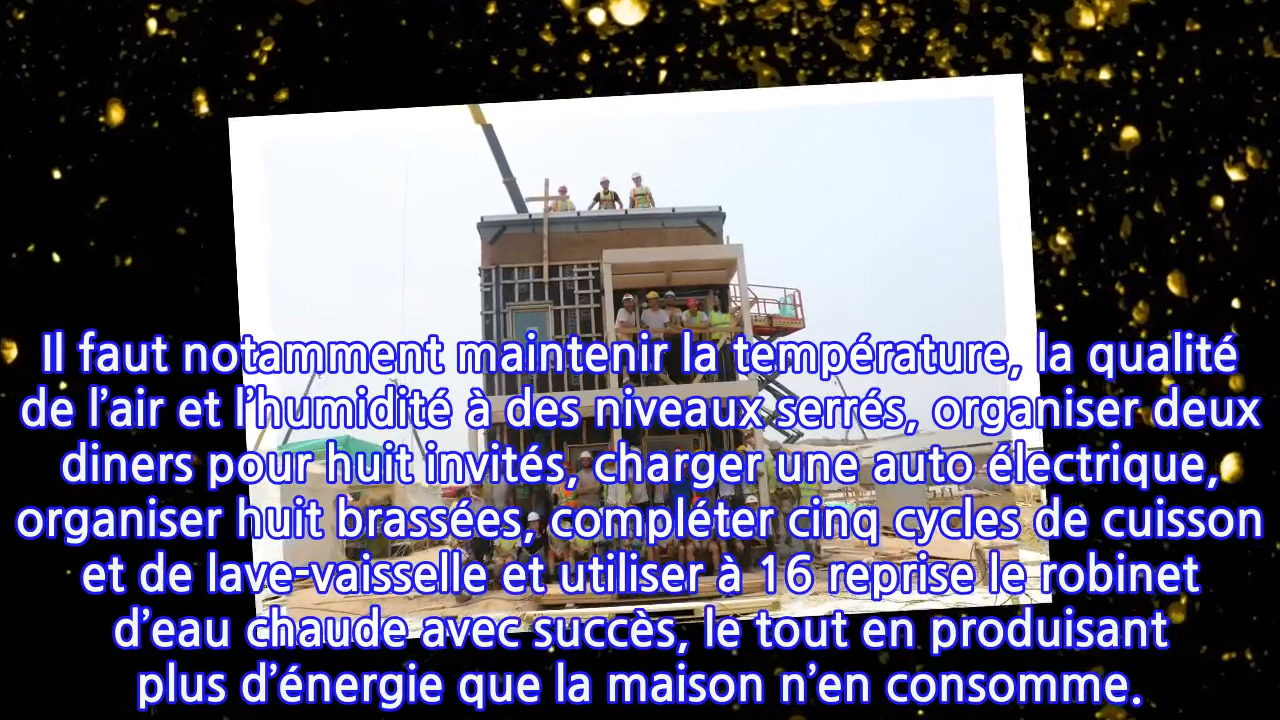 Il faut notamment maintenir la température, la qualité
de l’air et l’humidité à des niveaux serrés, organiser deux
diners pour huit invités, charger une auto électrique,
organiser huit brassées, compléter cinq cycles de cuisson
et de lave-vaisselle et utiliser à 16 reprise le robinet
d’eau chaude avec succès, le tout en produisant
plus d’énergie que la maison n’en consomme.